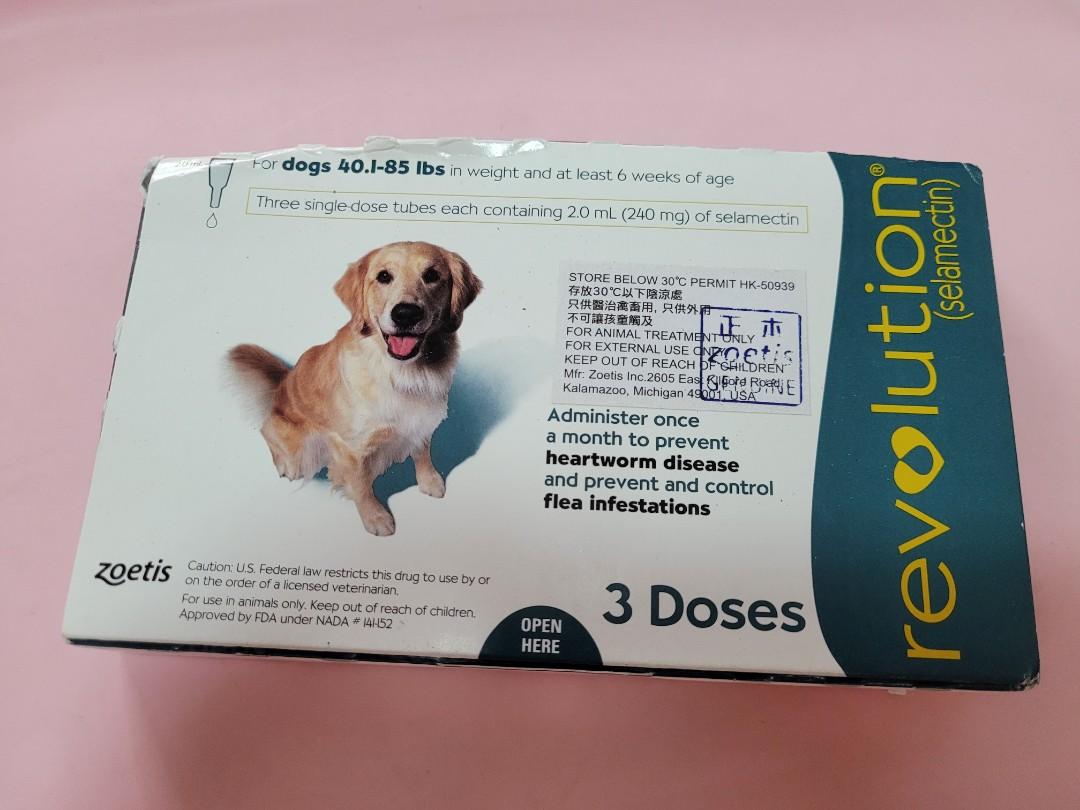 2.0 mL
For dogs 40.1-85 lbs in weight and at least 6 weeks of age
Three single-dose tubes each containing 2.0 mL (240 mg) of selamectin
STORE BELOW 30℃ PERMIT HK-50939
存放30℃以下陰涼處
只供醫治禽畜用, 只供外用
不可讓孩童觸及
FOR ANIMAL TREATMENT ONLY
FOR EXTERNAL USE ONLY
KEEP OUT OF REACH OF CHILDREN
Mfr: Zoetis Inc.2605 East Kilgore Road,
Kalamazoo, Michigan 49001, USA
正 木
zoetis
GENUINE
Administer once
a month to prevent
heartworm disease
and prevent and control
flea infestations
zoetis
Caution: U.S. Federal law restricts this drug to use by or
on the order of a licensed veterinarian.
For use in animals only. Keep out of reach of children.
Approved by FDA under NADA # 141-152
OPEN
HERE
3 Doses
revolution®
(selamectin)